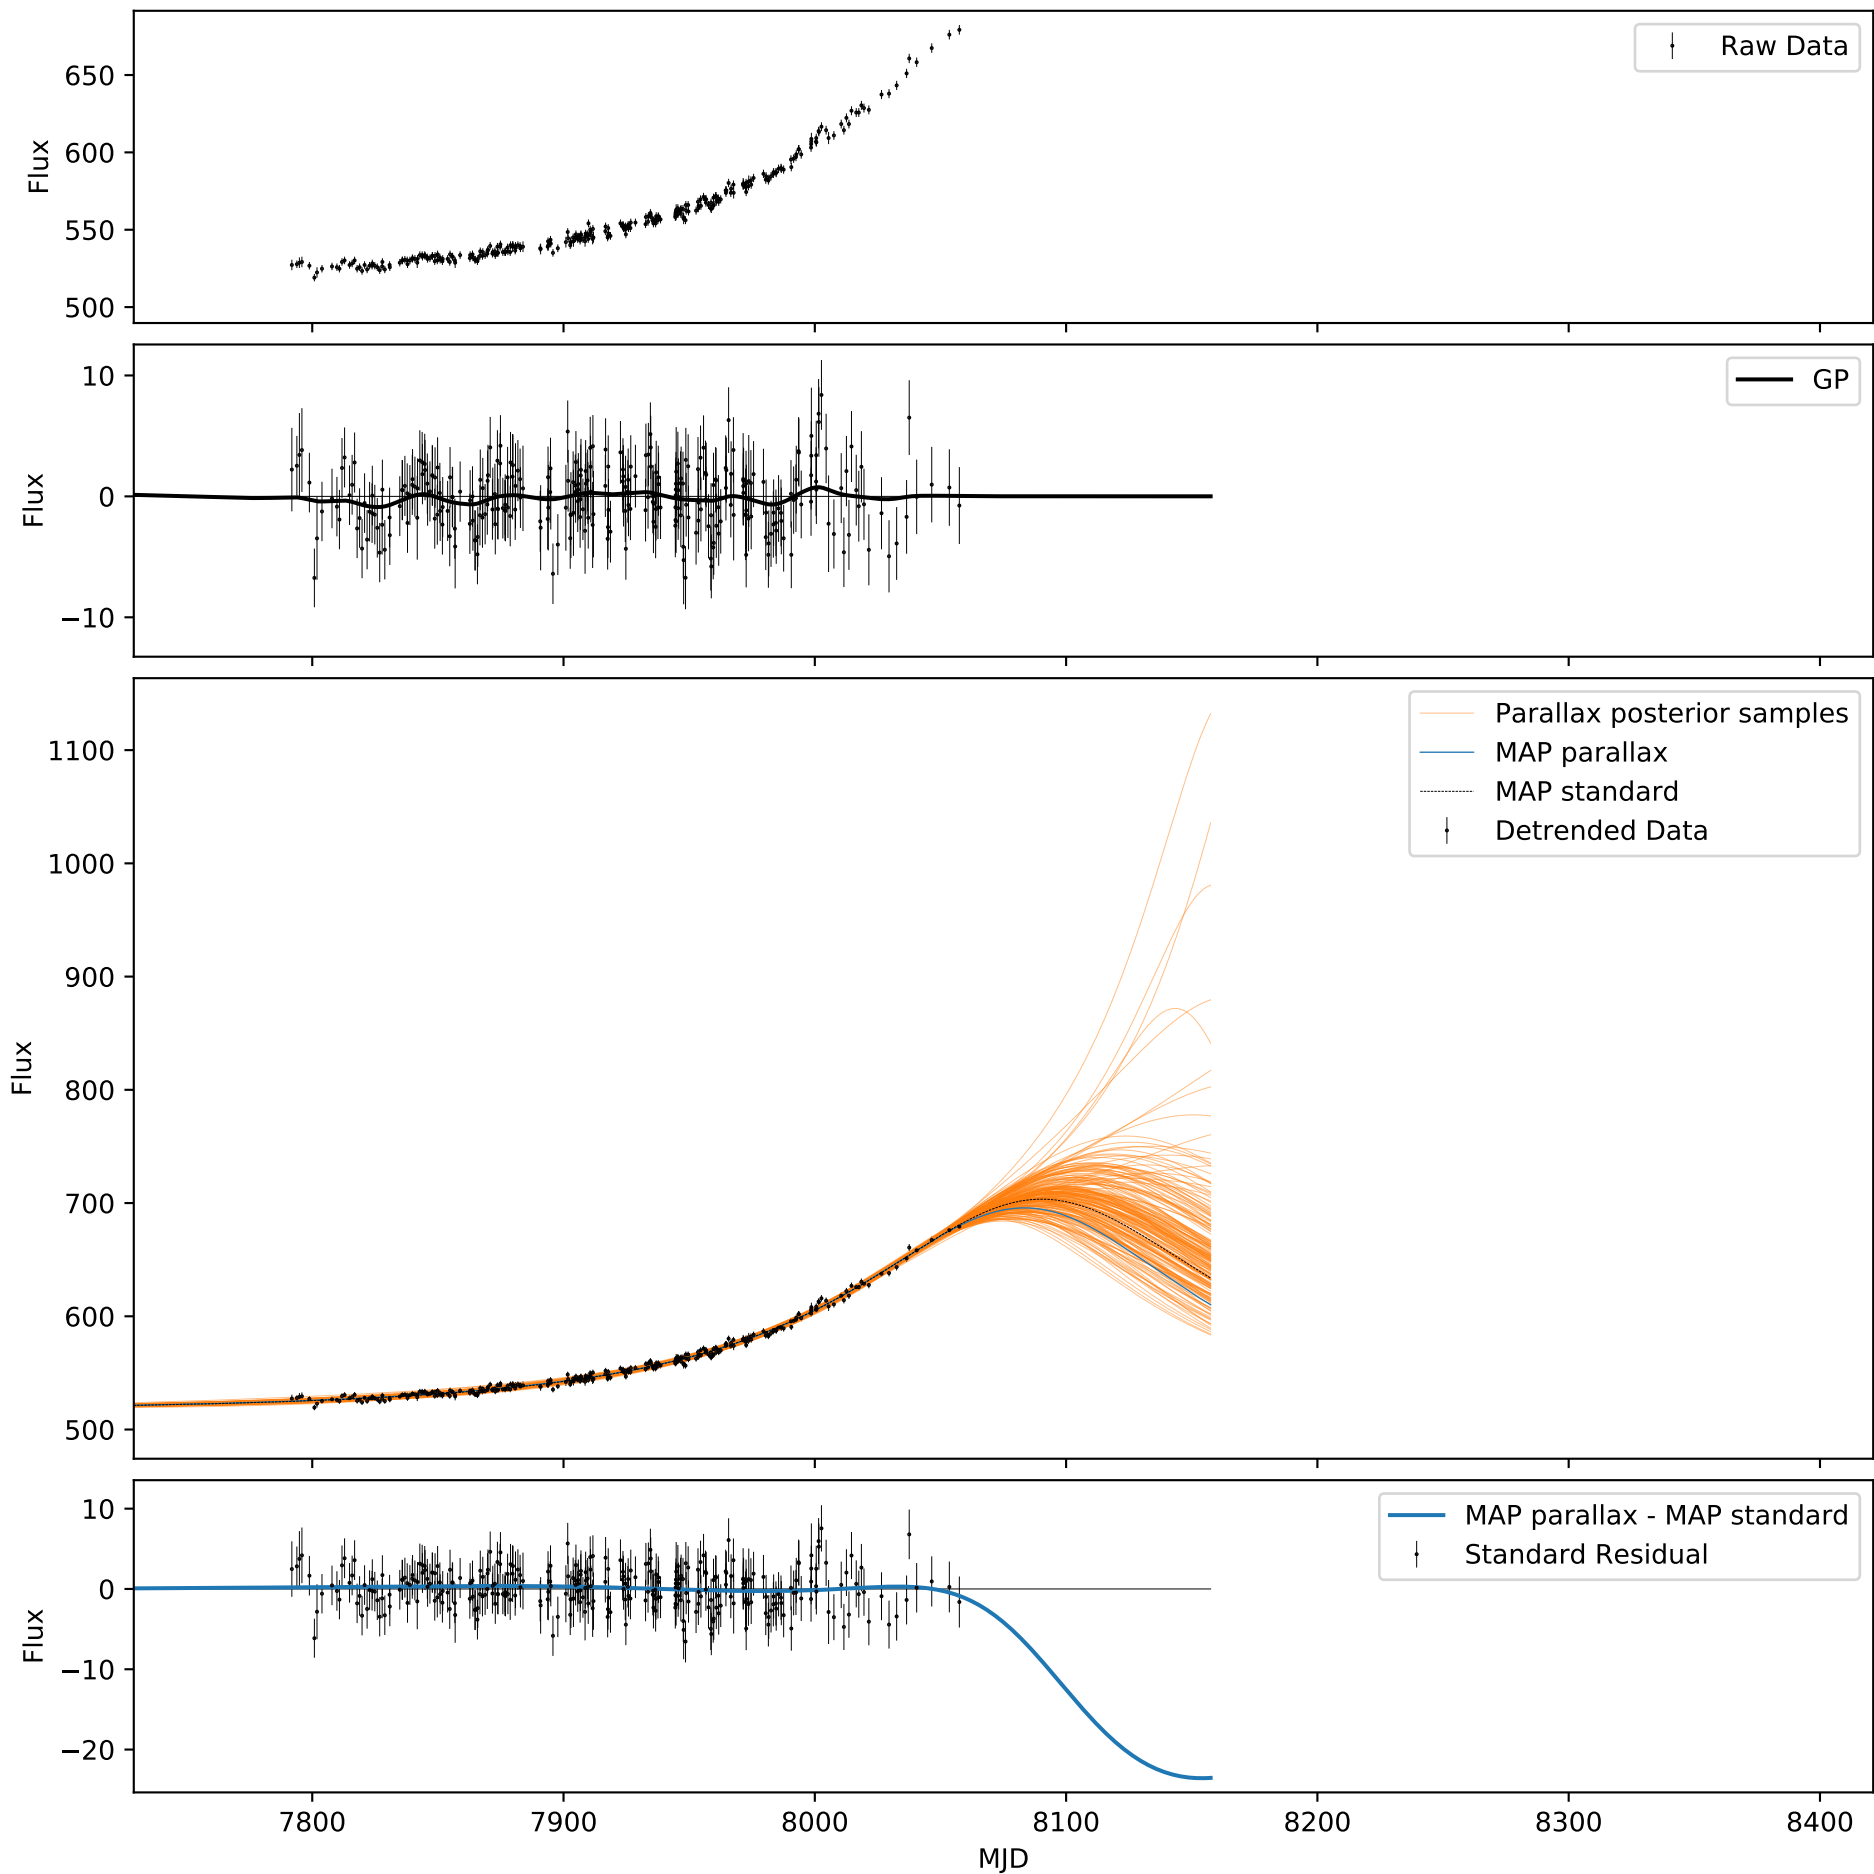 Raw Data
650
600
550
500
Flux
GP
10
0
−10
Flux
Parallax posterior samples
MAP parallax
MAP standard
Detrended Data
1100
1000
900
800
700
600
500
Flux
MAP parallax - MAP standard
Standard Residual
10
0
−10
−20
Flux
7800 7900 8000 8100 8200 8300 8400
MJD